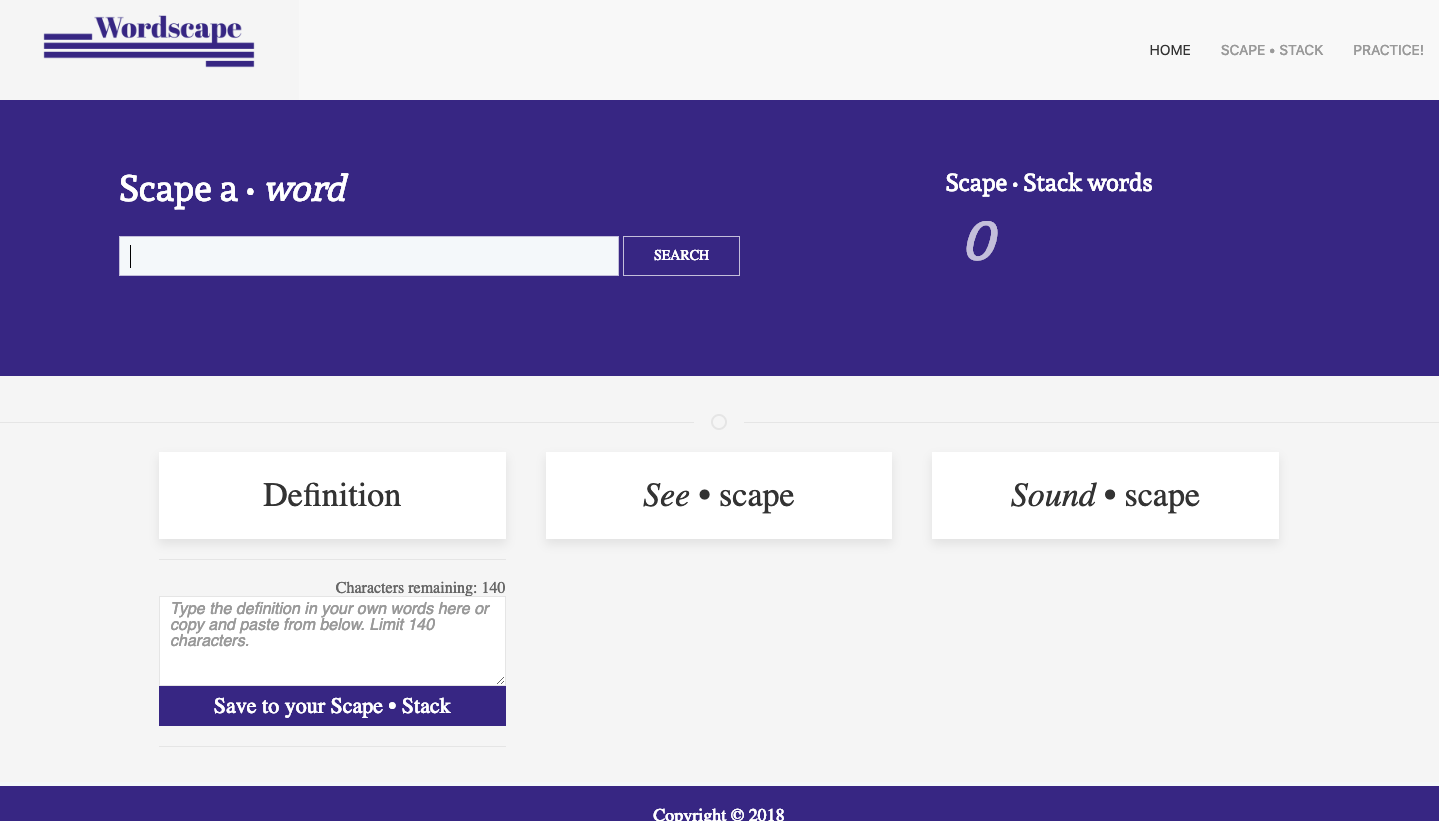 Wordscape
HOME SCAPE • STACK PRACTICE!
Scape a • word
SEARCH
Scape • Stack words
0
Definition
See • scape
Sound • scape
Characters remaining: 140
Type the definition in your own words here or
copy and paste from below. Limit 140
characters.
Save to your Scape • Stack
Copyright © 2018